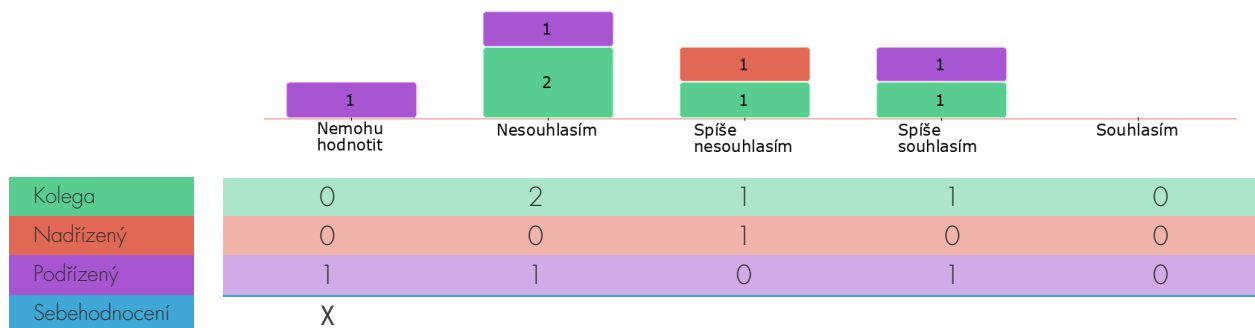 1
1
1
1
1
2
1
1
Nemohu
hodnotit
Nesouhlasím
Spíše
nesouhlasím
Spíše
souhlasím
Souhlasím
Kolega 0 2 1 1 0
Nadřízený 0 0 1 0 0
Podřízený 1 1 0 1 0
Sebehodnocení X